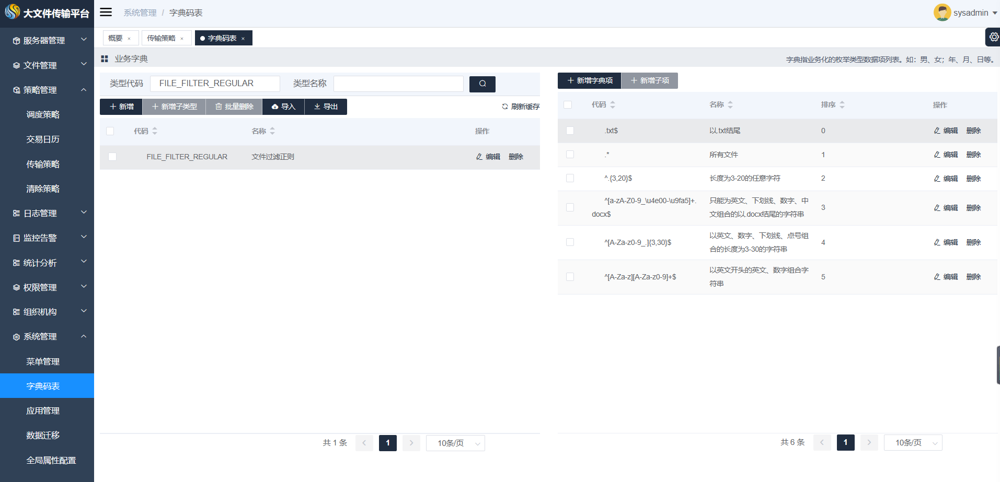 大文件传输平台
系统管理 / 字典码表
sysadmin
概要 ×
传输策略 ×
字典码表 ×
服务器管理
文件管理
策略管理
调度策略
交易日历
传输策略
清除策略
日志管理
监控告警
统计分析
权限管理
组织机构
系统管理
菜单管理
字典码表
应用管理
数据迁移
全局属性配置
业务字典
字典指业务化的枚举类型数据项列表。如：男、女；年、月、日等。
类型代码 FILE_FILTER_REGULAR 类型名称
+ 新增 + 新增子类型 批量删除 导入 导出 刷新缓存
代码 名称 操作
FILE_FILTER_REGULAR 文件过滤正则 编辑 删除
共 1 条 < 1 > 10条/页
+ 新增字典项 + 新增子项
代码 名称 排序 操作
.txt$ 以.txt结尾 0 编辑 删除
.* 所有文件 1 编辑 删除
^.{3,20}$ 长度为3-20的任意字符 2 编辑 删除
^[a-zA-Z0-9_\u4e00-\u9fa5]+.
docx$
只能为英文、下划线、数字、中
文组合的以.docx结尾的字符串
3 编辑 删除
^[A-Za-z0-9_.]{3,30}$
以英文、数字、下划线、点号组
合的长度为3-30的字符串
4 编辑 删除
^[A-Za-z][A-Za-z0-9]+$
以英文开头的英文、数字组合字
符串
5 编辑 删除
共 6 条 < 1 > 10条/页